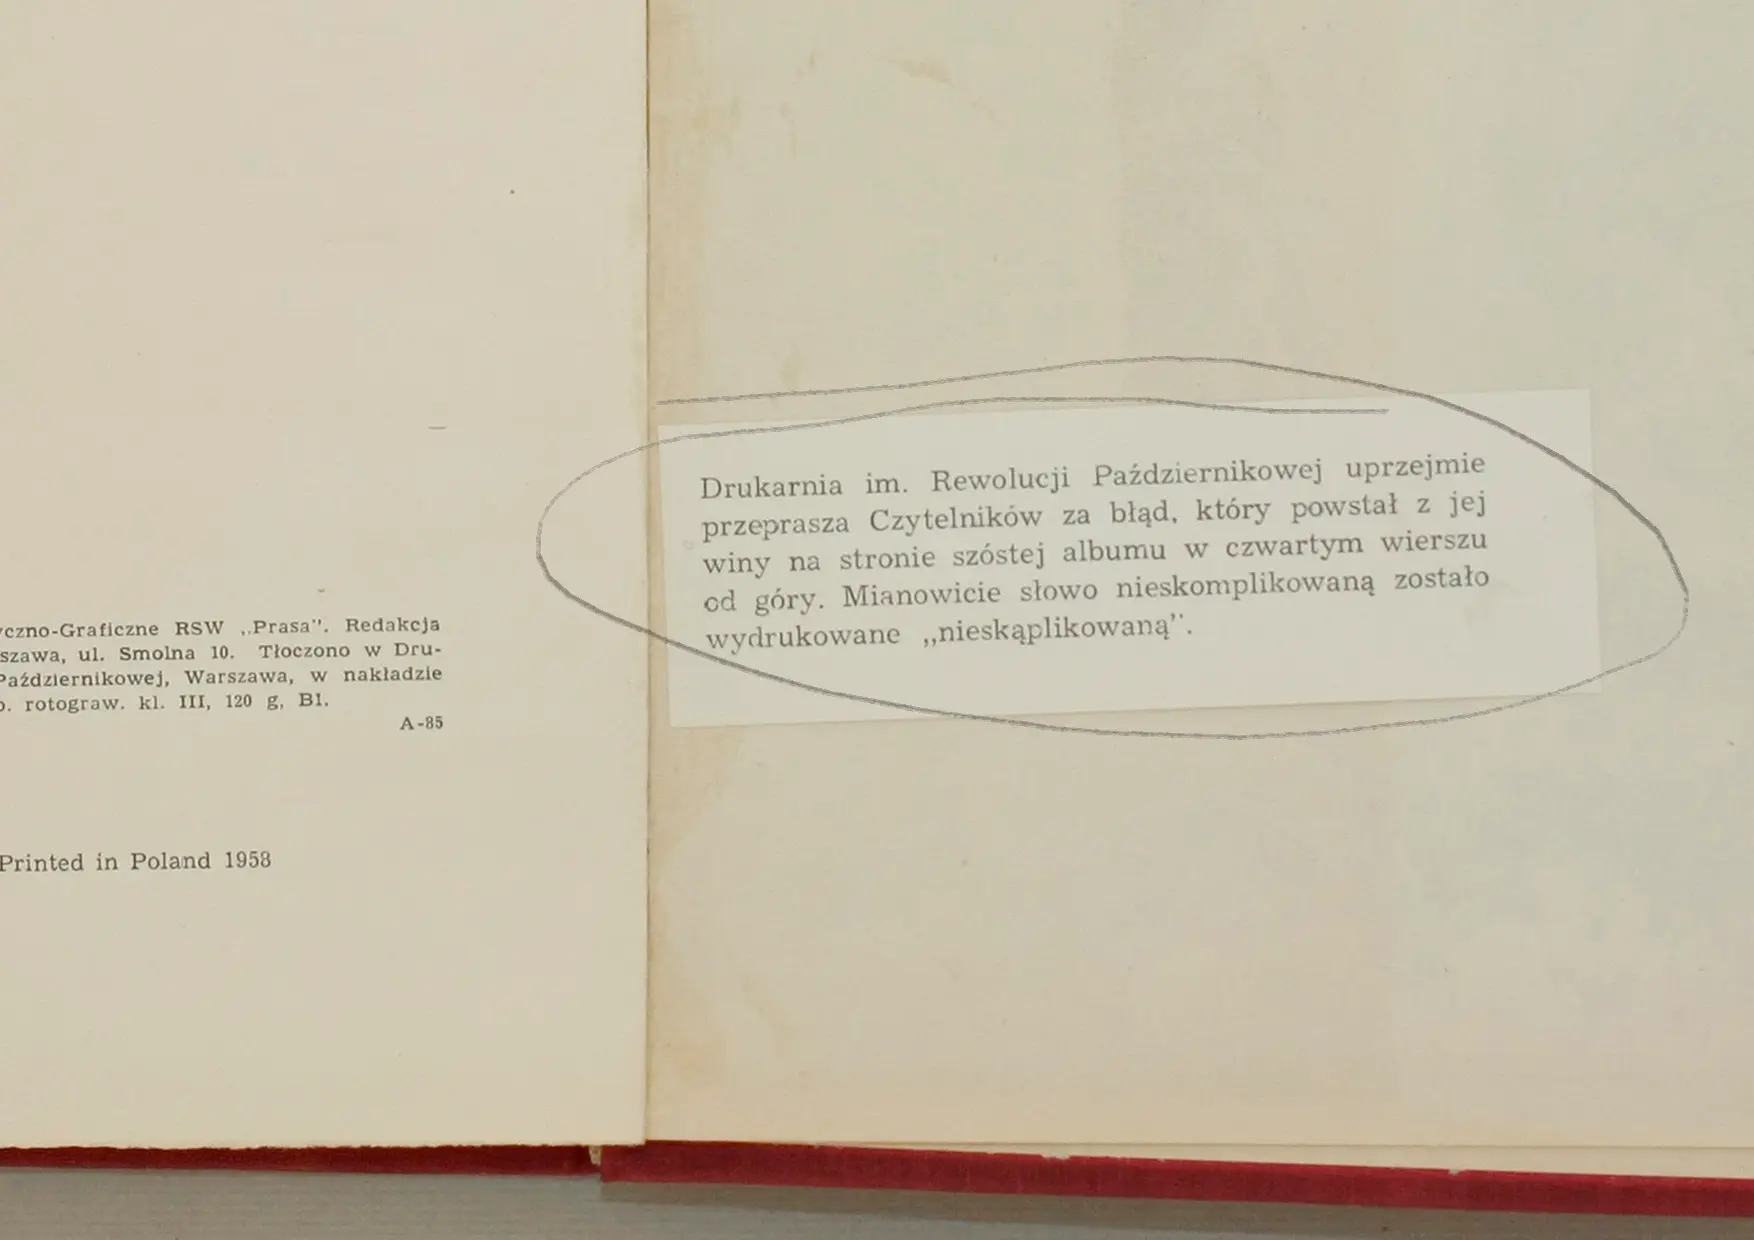 czno-Graficzne RSW „Prasa". Redakcja
szawa, ul. Smolna 10. Tłoczono w Dru-
Październikowej, Warszawa, w nakładzie
rotograw. kl. III, 120 g, B1.
A-85
Printed in Poland 1958
Drukarnia im. Rewolucji Październikowej uprzejmie
przeprasza Czytelników za błąd, który powstał z jej
winy na stronie szóstej albumu w czwartym wierszu
od góry. Mianowicie słowo nieskomplikowaną zostało
wydrukowane „nieskąplikowaną".